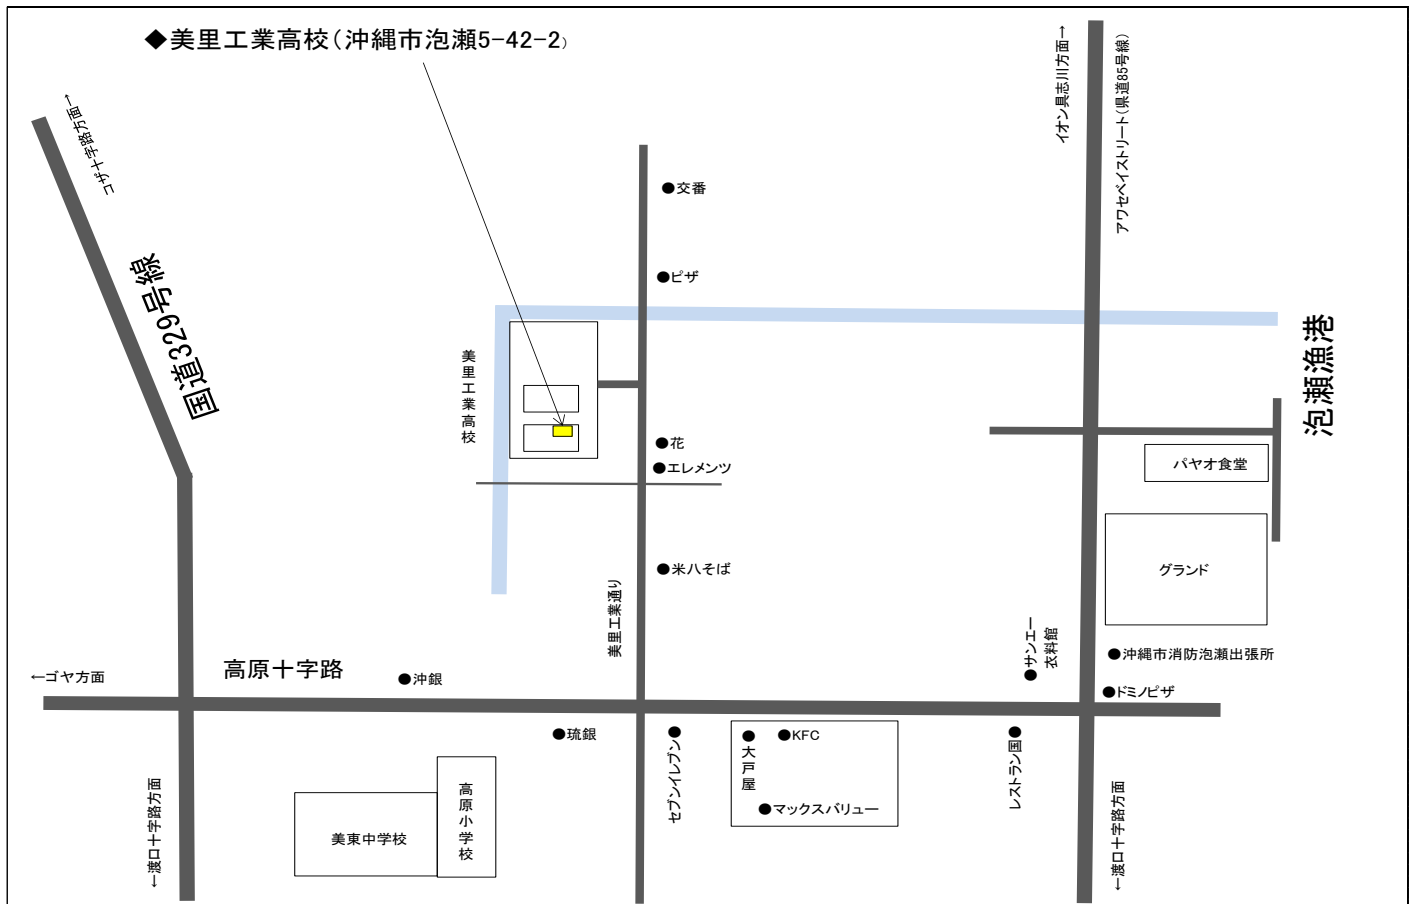 ◆美里工業高校(沖縄市泡瀬5-42-2)
コザ十字路方面→
国道329号線
イオン具志川方面→
アワセベイストリート(県道85号線)
●交番
●ピザ
美里工業高校
泡瀬漁港
●花
●エレメンツ
パヤオ食堂
●米八そば
グランド
美里工業通り
●サンエー
衣料館
●沖縄市消防泡瀬出張所
←ゴヤ方面
高原十字路
●沖銀
●ドミノピザ
●琉銀
セブンイレブン●
●大戸屋
●KFC
レストラン国●
●マックスバリュー
←渡口十字路方面
美東中学校
高原小学校
←渡口十字路方面